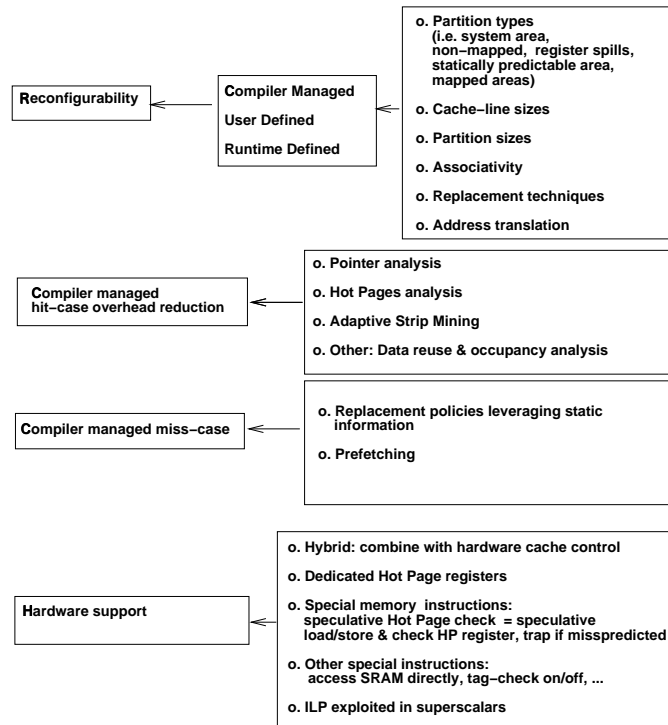 Reconfigurability
Compiler Managed
User Defined
Runtime Defined
o. Partition types
(i.e. system area,
non-mapped, register spills,
statically predictable area,
mapped areas)
o. Cache-line sizes
o. Partition sizes
o. Associativity
o. Replacement techniques
o. Address translation
Compiler managed
hit-case overhead reduction
o. Pointer analysis
o. Hot Pages analysis
o. Adaptive Strip Mining
o. Other: Data reuse & occupancy analysis
Compiler managed miss-case
o. Replacement policies leveraging static
information
o. Prefetching
Hardware support
o. Hybrid: combine with hardware cache control
o. Dedicated Hot Page registers
o. Special memory instructions:
speculative Hot Page check = speculative
load/store & check HP register, trap if misspredicted
o. Other special instructions:
access SRAM directly, tag-check on/off, ...
o. ILP exploited in superscalars